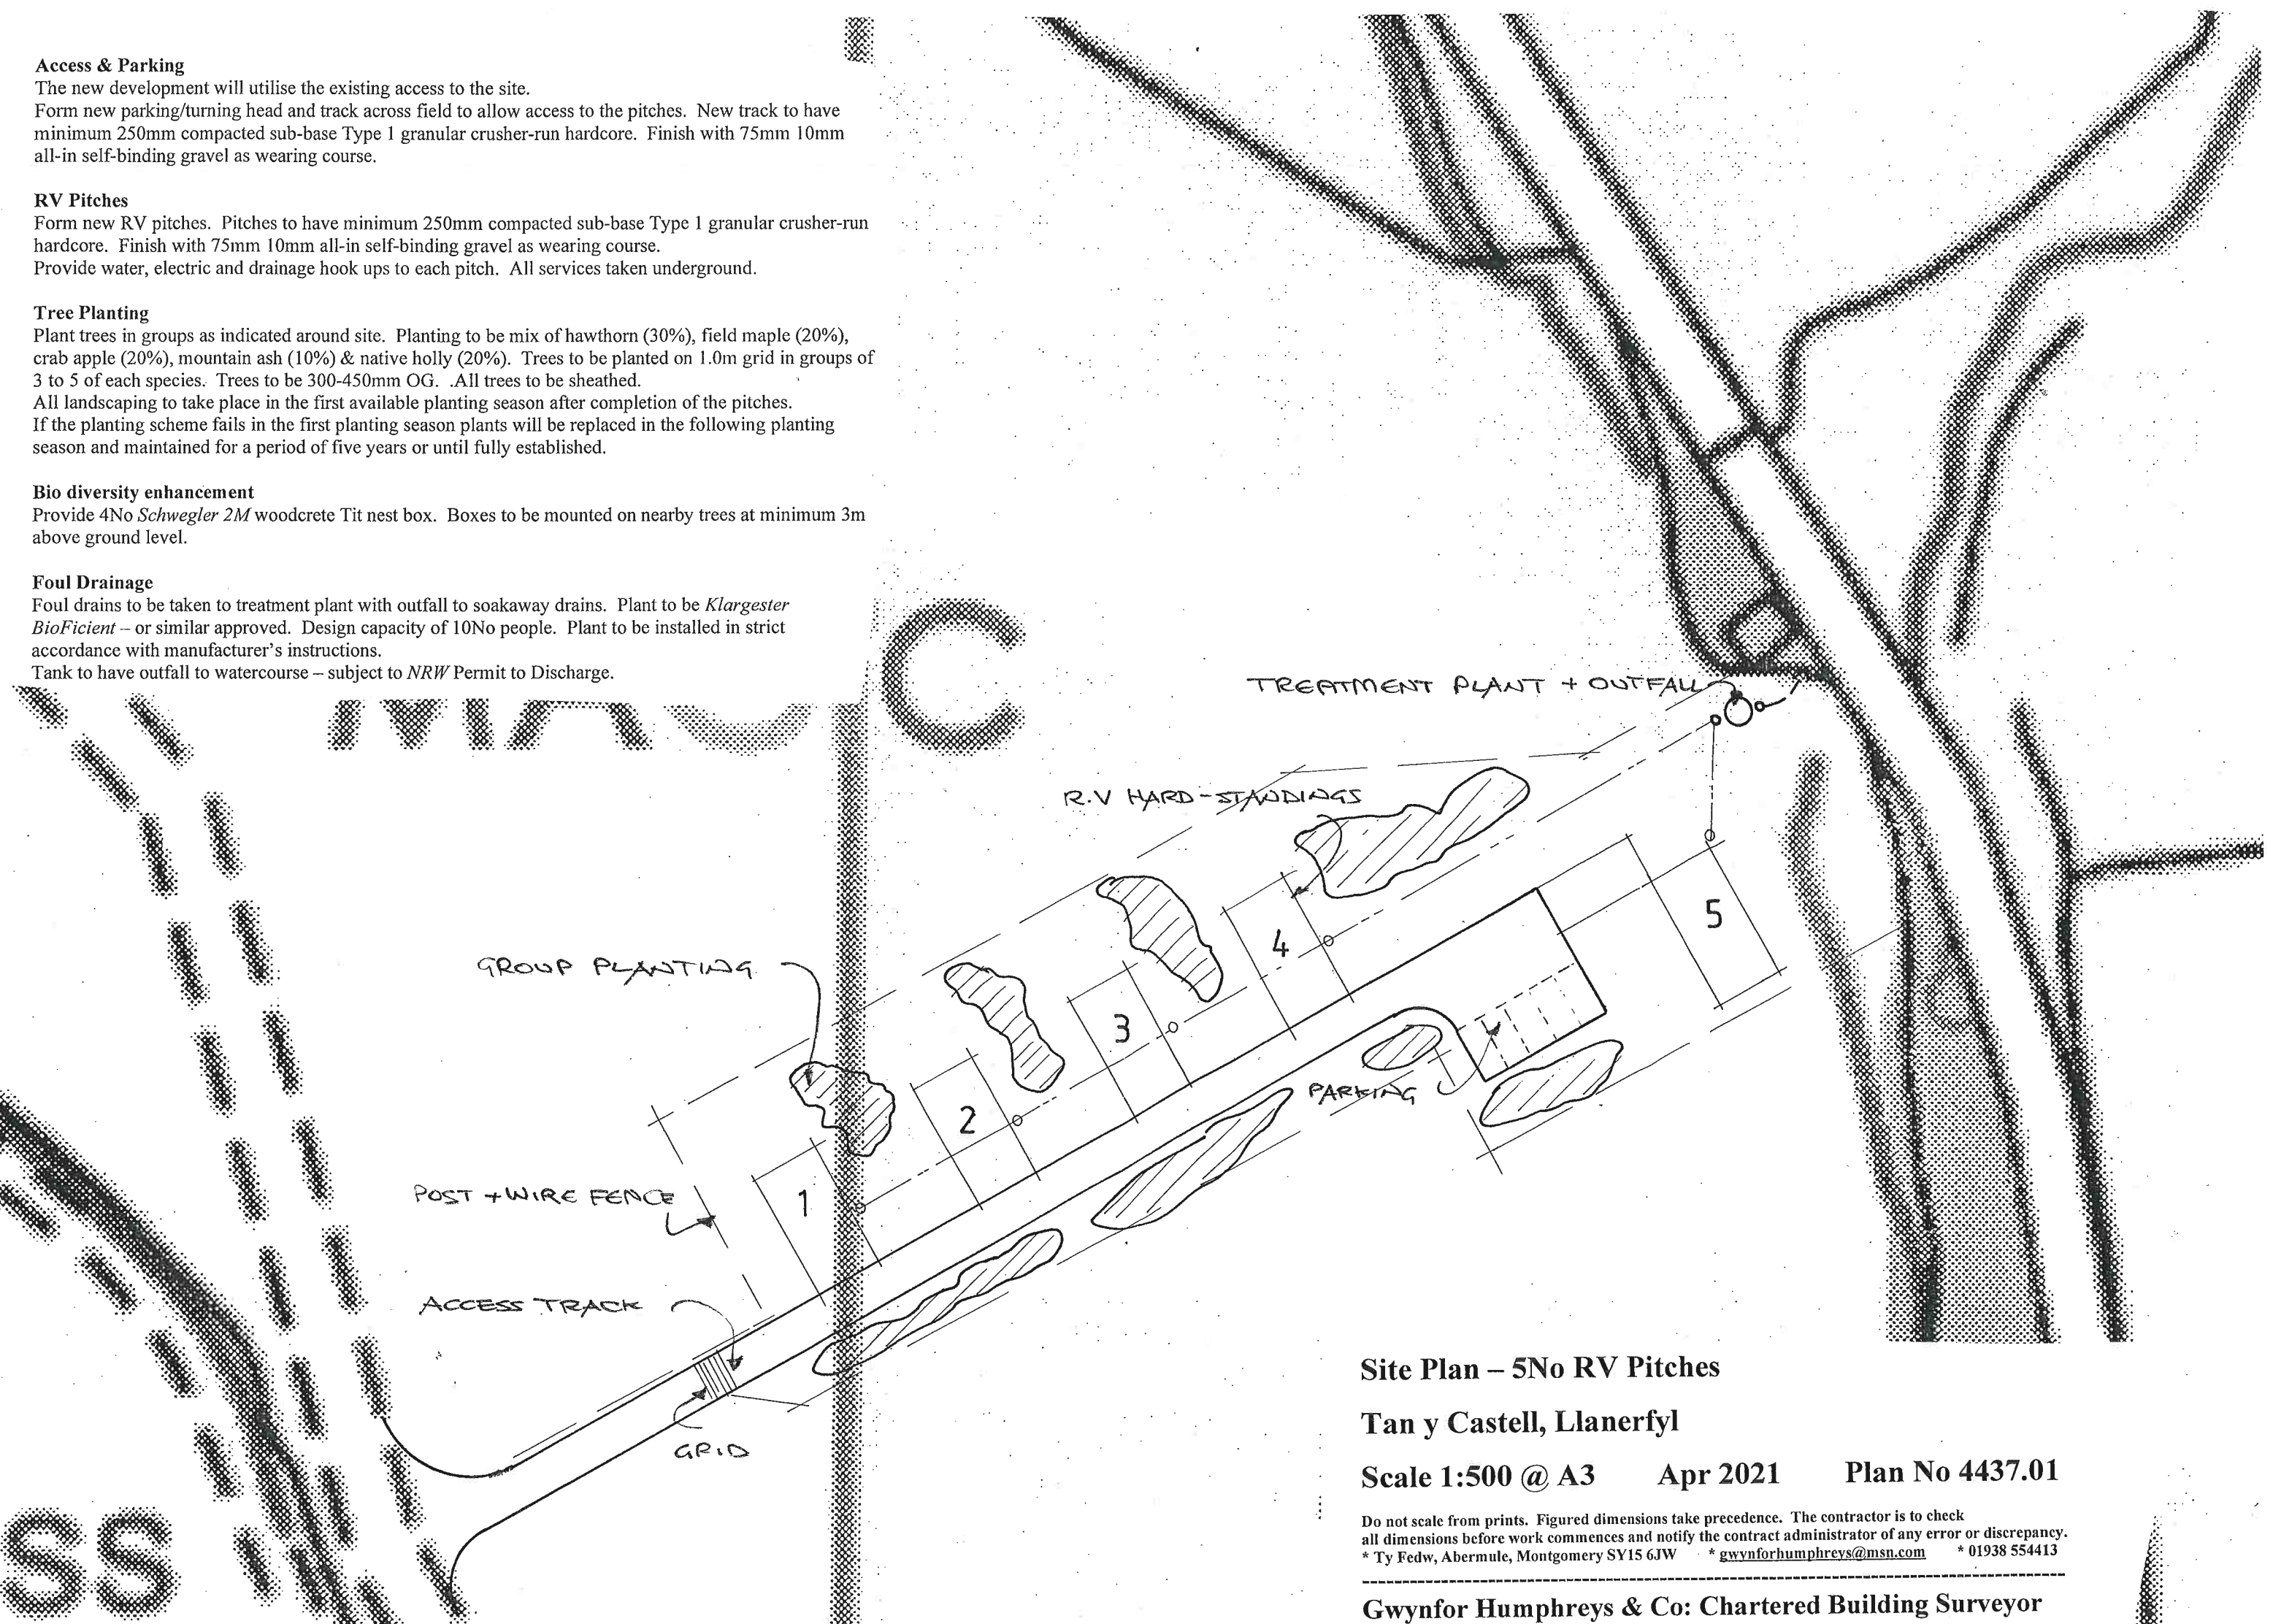 Access & Parking
The new development will utilise the existing access to the site.
Form new parking/turning head and track across field to allow access to the pitches.  New track to have
minimum 250mm compacted sub-base Type 1 granular crusher-run hardcore.  Finish with 75mm 10mm
all-in self-binding gravel as wearing course.
RV Pitches
Form new RV pitches.  Pitches to have minimum 250mm compacted sub-base Type 1 granular crusher-run
hardcore.  Finish with 75mm 10mm all-in self-binding gravel as wearing course.
Provide water, electric and drainage hook ups to each pitch.  All services taken underground.
Tree Planting
Plant trees in groups as indicated around site.  Planting to be mix of hawthorn (30%), field maple (20%),
crab apple (20%), mountain ash (10%) & native holly (20%).  Trees to be planted on 1.0m grid in groups of
3 to 5 of each species.  Trees to be 300-450mm OG.  .All trees to be sheathed.
All landscaping to take place in the first available planting season after completion of the pitches.
If the planting scheme fails in the first planting season plants will be replaced in the following planting
season and maintained for a period of five years or until fully established.
Bio diversity enhancement
Provide 4No Schwegler 2M woodcrete Tit nest box.  Boxes to be mounted on nearby trees at minimum 3m
above ground level.
Foul Drainage
Foul drains to be taken to treatment plant with outfall to soakaway drains.  Plant to be Klargester
BioFicient – or similar approved.  Design capacity of 10No people.  Plant to be installed in strict
accordance with manufacturer's instructions.
Tank to have outfall to watercourse – subject to NRW Permit to Discharge.
C
TREATMENT PLANT + OUTFALL
R.V HARD-STANDINGS
5
4
GROUP PLANTING
3
PARKING
2
POST + WIRE FENCE
1
ACCESS TRACK
GRID
SS
Site Plan – 5No RV Pitches
Tan y Castell, Llanerfyl
Scale 1:500 @ A3 Apr 2021 Plan No 4437.01
Do not scale from prints.  Figured dimensions take precedence.  The contractor is to check
all dimensions before work commences and notify the contract administrator of any error or discrepancy.
* Ty Fedw, Abermule, Montgomery SY15 6JW * gwynforhumphreys@msn.com * 01938 554413
Gwynfor Humphreys & Co: Chartered Building Surveyor